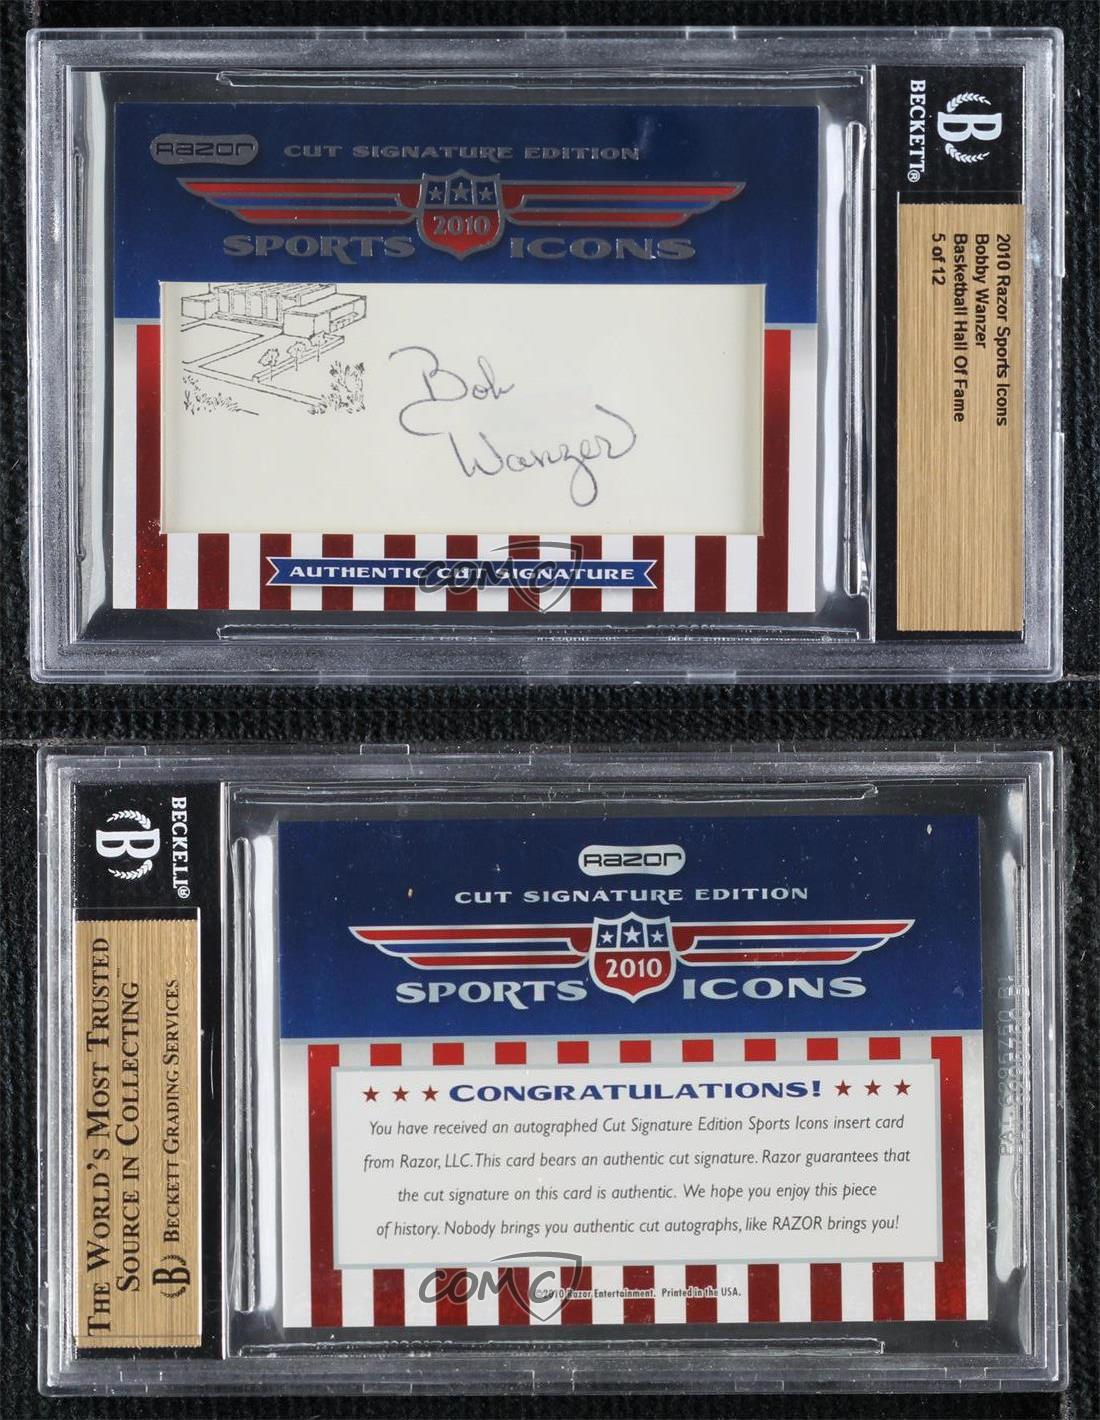 Razor
CUT SIGNATURE EDITION
2010
SPORTS ICONS
Bob
Wanzer
AUTHENTIC CUT SIGNATURE
COMC
BECKETT®
B
2010 Razor Sports Icons
Bobby Wanzer
Basketball Hall Of Fame
5 of 12
BECKETT®
B
THE WORLD'S MOST TRUSTED
SOURCE IN COLLECTING
B BECKETT GRADING SERVICES
Razor
CUT SIGNATURE EDITION
2010
SPORTS ICONS
CONGRATULATIONS!
You have received an autographed Cut Signature Edition Sports Icons insert card
from Razor, LLC. This card bears an authentic cut signature. Razor guarantees that
the cut signature on this card is authentic. We hope you enjoy this piece
of history. Nobody brings you authentic cut autographs, like RAZOR brings you!
COMC
©2010 Razor Entertainment. Printed in the USA.